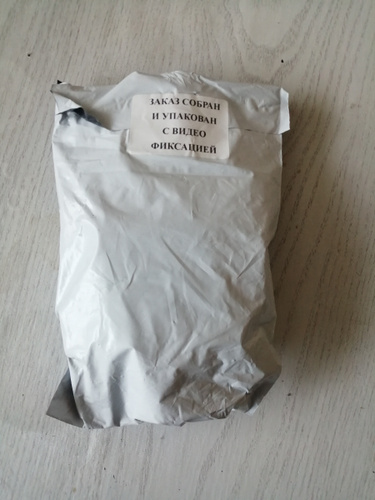 ЗАКАЗ СОБРАН
И УПАКОВАН
С ВИДЕО
ФИКСАЦИЕЙ